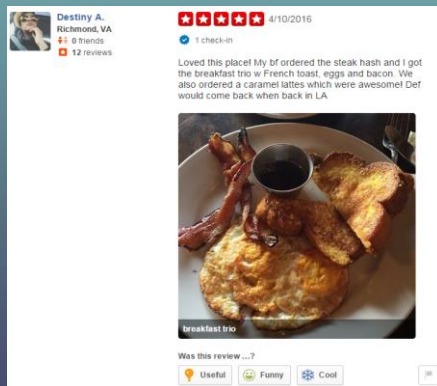 Destiny A.
Richmond, VA
0 friends
12 reviews
4/10/2016
1 check-in
Loved this place! My bf ordered the steak hash and I got
the breakfast trio w French toast, eggs and bacon. We
also ordered a caramel lattes which were awesome! Def
would come back when back in LA
breakfast trio
Was this review ...?
Useful
Funny
Cool